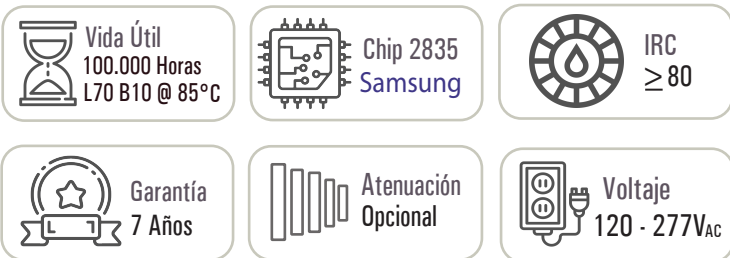 Vida Útil
100.000 Horas
L70 B10 @ 85°C
Chip 2835
Samsung
IRC
≥80
Garantía
7 Años
Atenuación
Opcional
Voltaje
120 - 277VAC